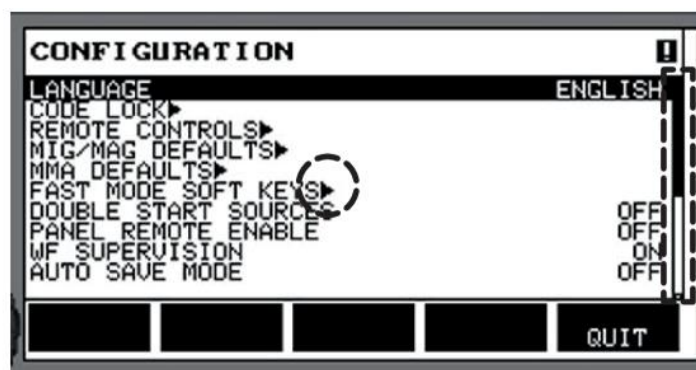 CONFIGURATION
LANGUAGE ENGLISH
CODE LOCK▶
REMOTE CONTROLS▶
MIG/MAG DEFAULTS▶
MMA DEFAULTS▶
FAST MODE SOFT KEYS▶
DOUBLE START SOURCES OFF
PANEL REMOTE ENABLE OFF
WF SUPERVISION ON
AUTO SAVE MODE OFF
QUIT